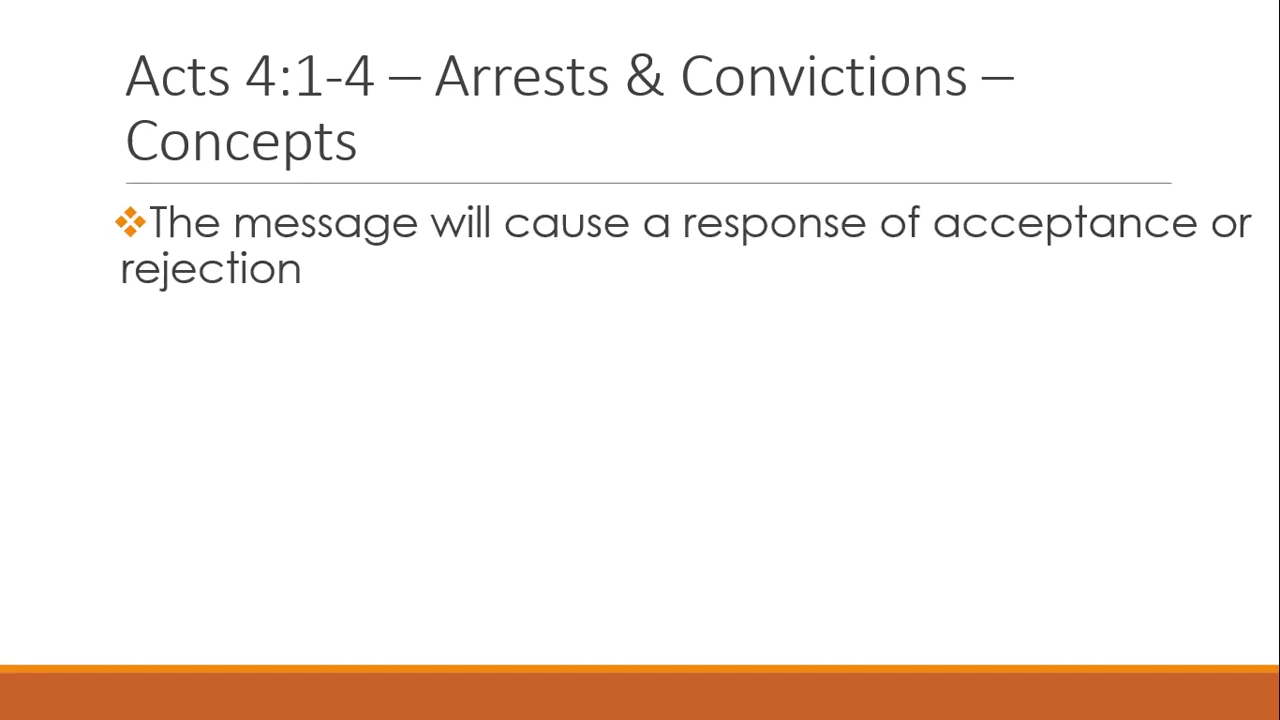 Acts 4:1-4 – Arrests & Convictions –
Concepts
❖The message will cause a response of acceptance or
rejection